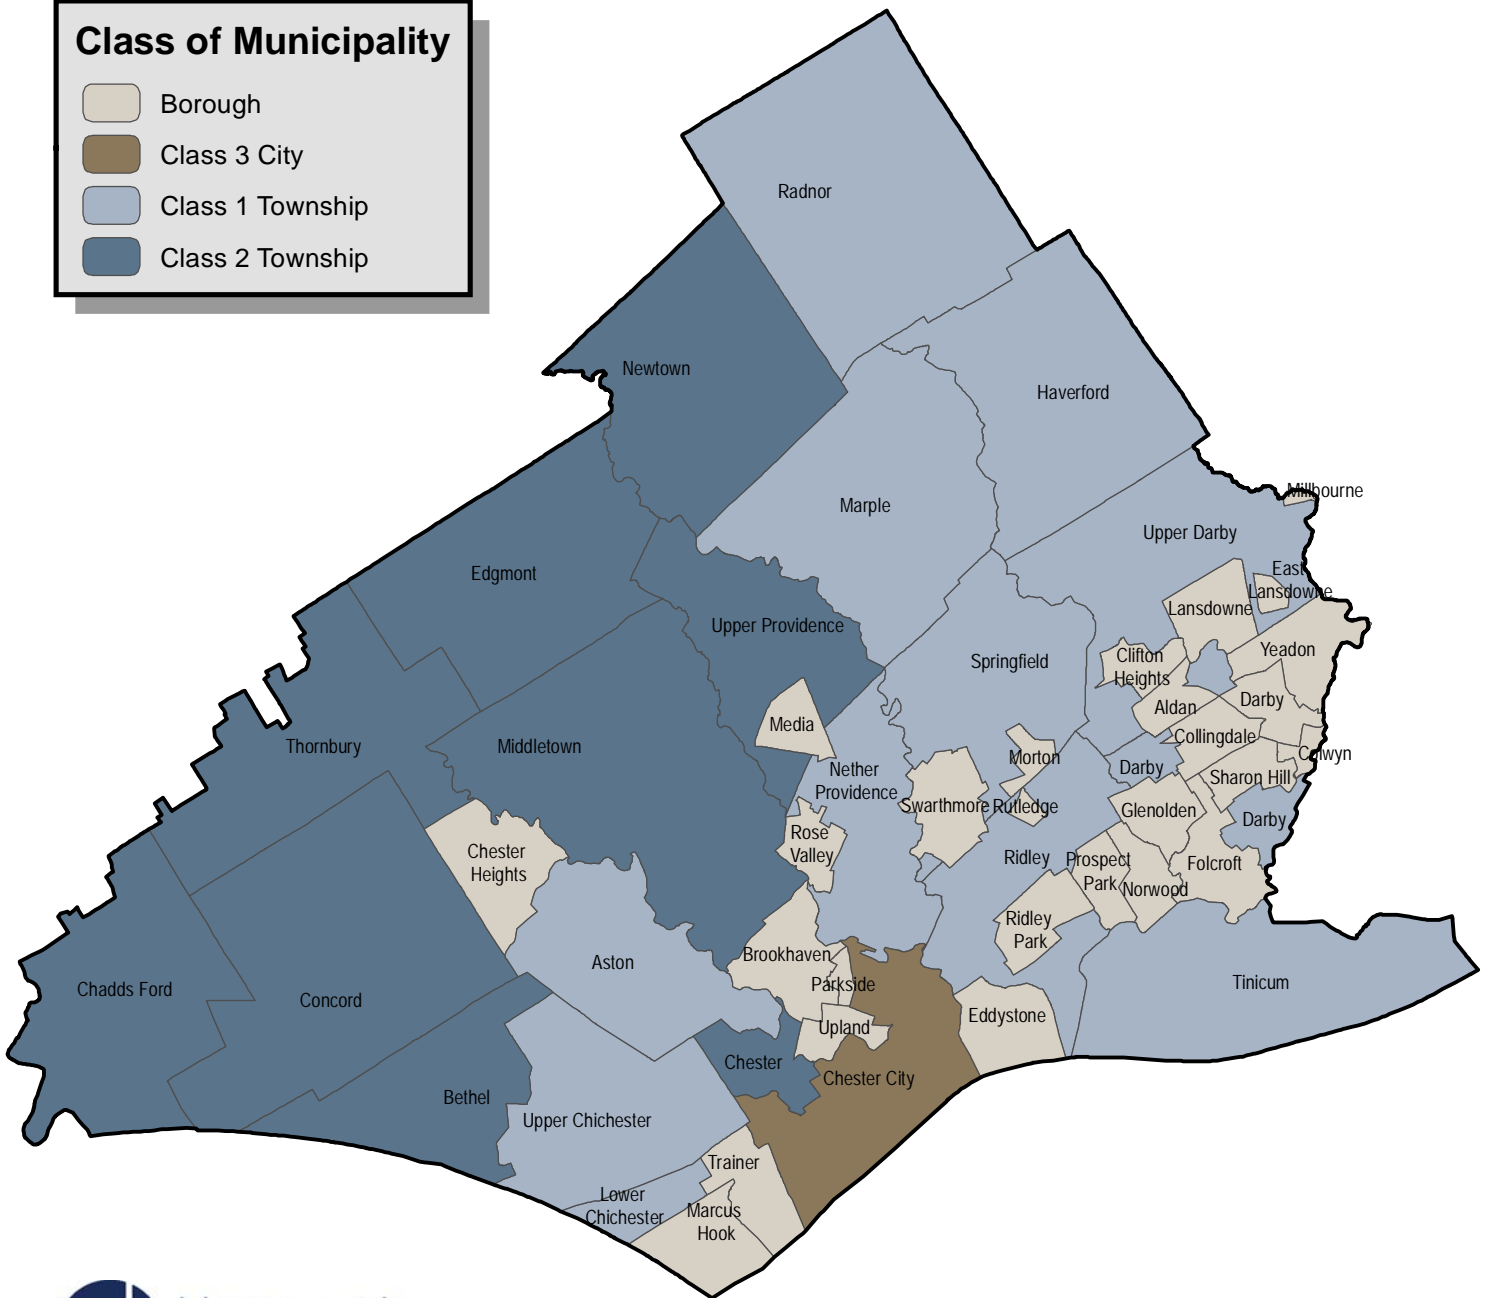 Class of Municipality
Borough
Class 3 City
Class 1 Township
Class 2 Township
Radnor
Newtown
Haverford
Marple
Millbourne
Upper Darby
East
Lansdowne
Edgmont
Lansdowne
Upper Providence
Yeadon
Springfield
Clifton
Heights
Darby
Aldan
Media
Collingdale
Thornbury
Middletown
Morton
Colwyn
Nether
Providence
Darby
Sharon Hill
Swarthmore
Rutledge
Glenolden
Darby
Rose
Valley
Chester
Heights
Ridley
Prospect
Park
Folcroft
Norwood
Ridley
Park
Brookhaven
Aston
Parkside
Tinicum
Chadds Ford
Concord
Eddystone
Upland
Chester
Chester City
Bethel
Upper Chichester
Trainer
Lower
Chichester
Marcus
Hook